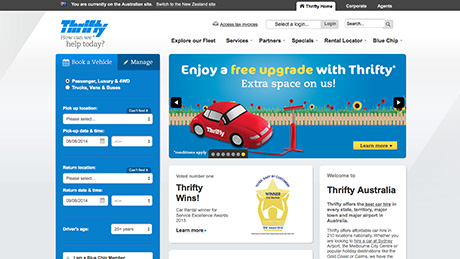 You are currently on the Australian site. Switch to the New Zealand site
Thrifty Home
Corporate
Agents
Access tax invoices
Select a login
Login
Search
Thrifty
How can we
help today?
Explore our Fleet
Services
Partners
Specials
Rental Locator
Blue Chip
Book a Vehicle
Manage
Passenger, Luxury & 4WD
Trucks, Vans & Buses
Pick up location:
Can't find it
Please select...
Pick-up date & time:
08/08/2014
--:--
Return location:
Can't find it
Please select...
Return date & time:
09/08/2014
--:--
Driver's age:
25+ years
I am a Blue Chip Member
Enjoy a free upgrade with Thrifty*
Extra space on us!
Thrifty
*conditions apply
Learn more
Voted number one
Thrifty
Wins!
Car Rental winner for
Service Excellence Awards
2013.
Learn more
WINNER
Welcome to
Thrifty Australia
Thrifty offers the best car hire
in every state, territory, major
town and major airport in
Australia.
Thrifty offers affordable car hire in
210 locations nationally. Whether you
are looking to hire a car at Sydney
Airport, the Melbourne City Centre or
popular holiday destinations like the
Gold Coast or Cairns, we have the